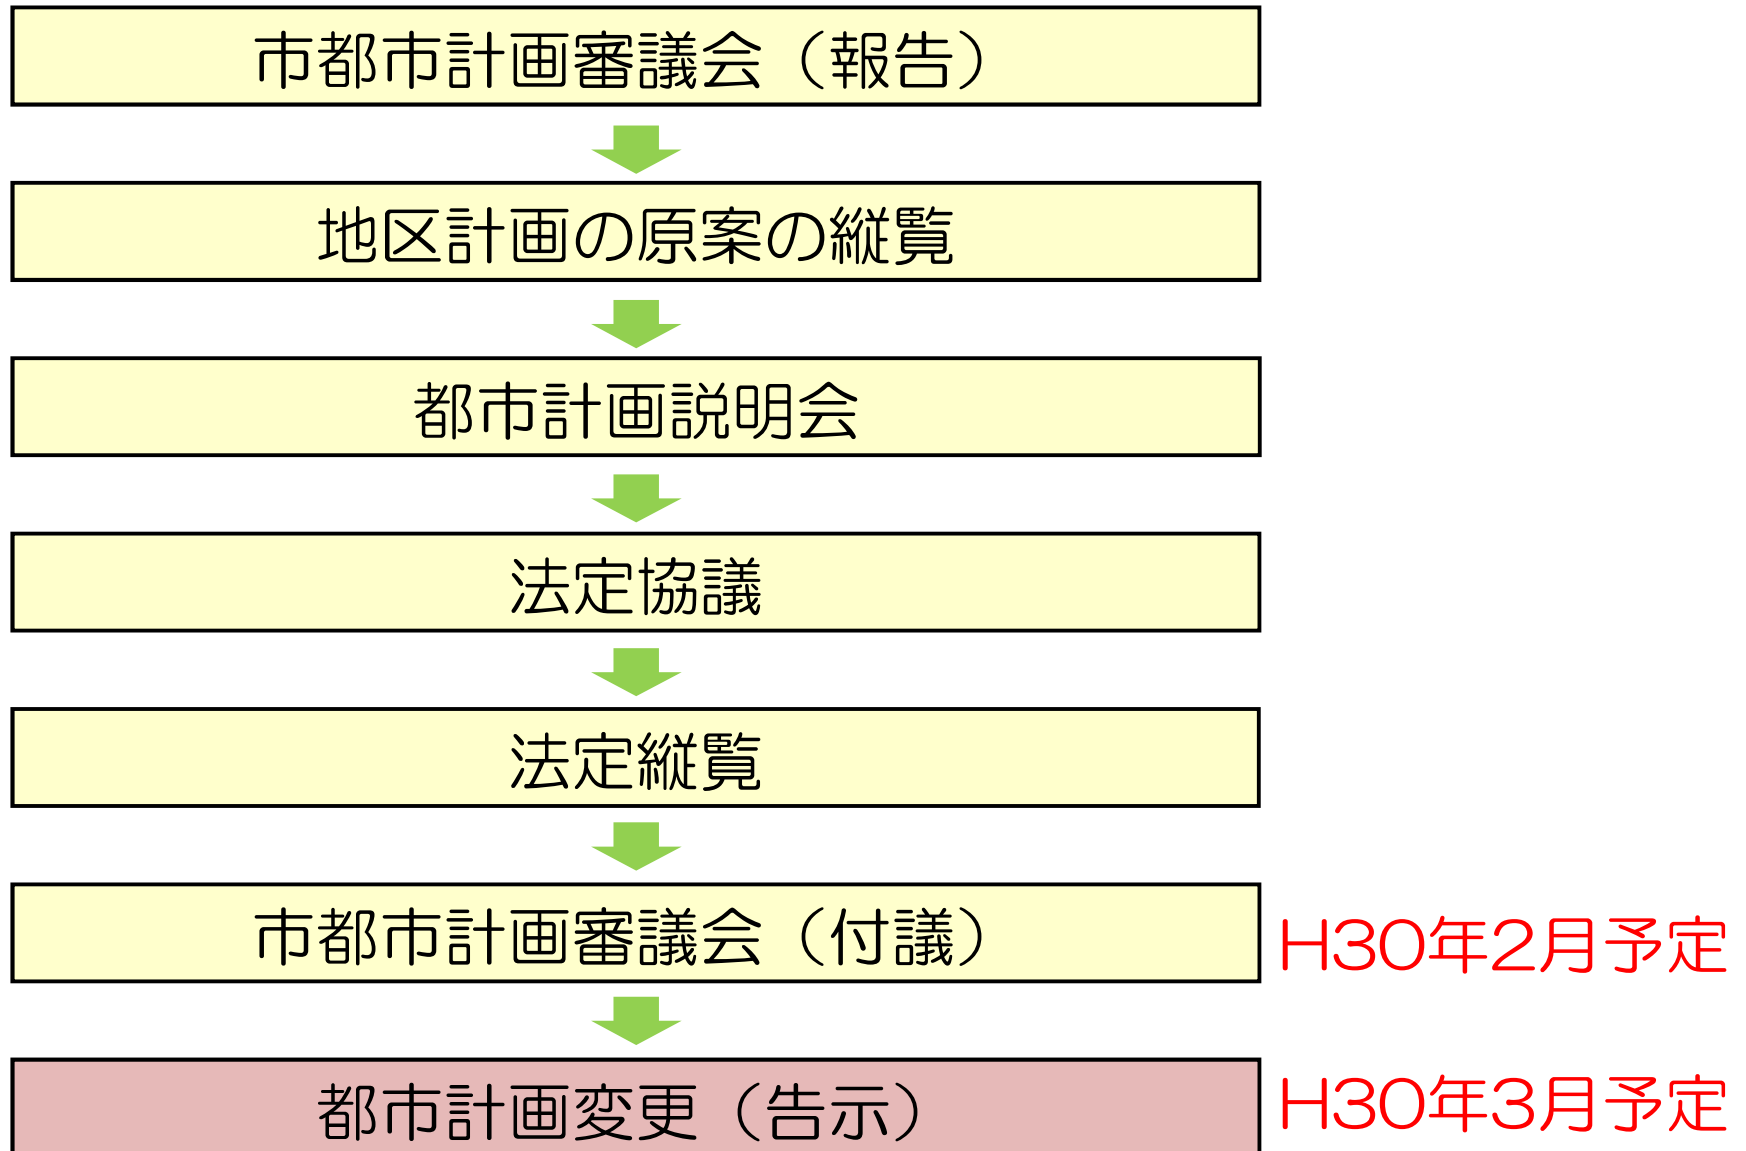 市都市計画審議会（報告）
地区計画の原案の縦覧
都市計画説明会
法定協議
法定縦覧
市都市計画審議会（付議）
H30年2月予定
都市計画変更（告示）
H30年3月予定